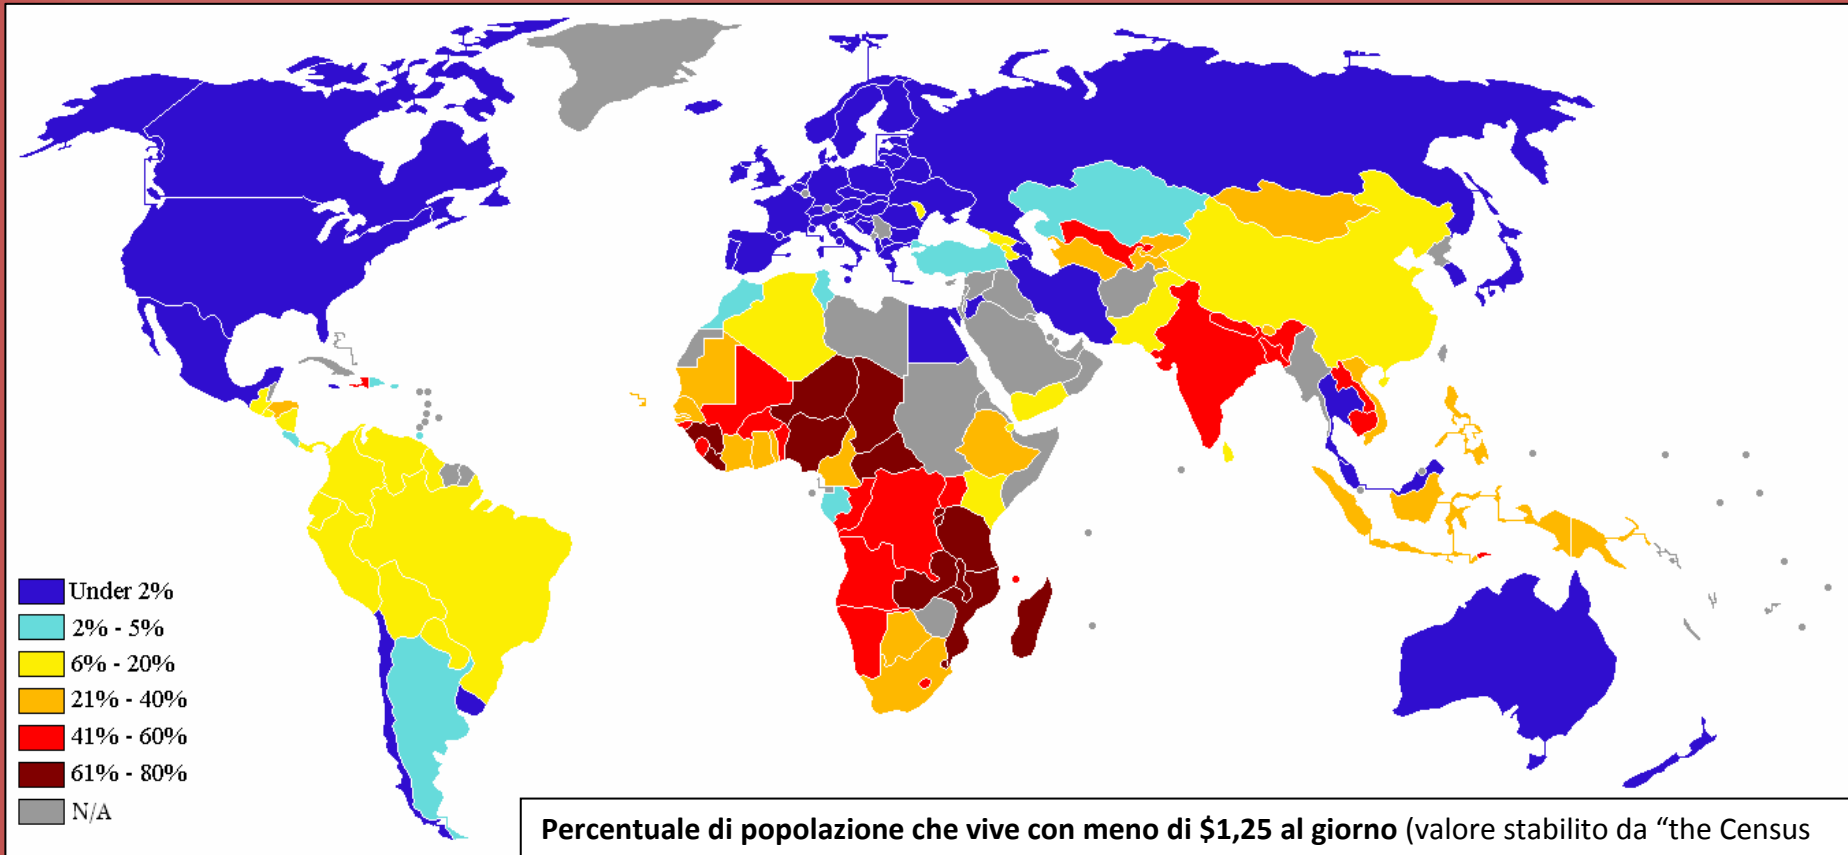 Under 2%
2% - 5%
6% - 20%
21% - 40%
41% - 60%
61% - 80%
N/A
Percentuale di popolazione che vive con meno di $1,25 al giorno (valore stabilito da “the Census